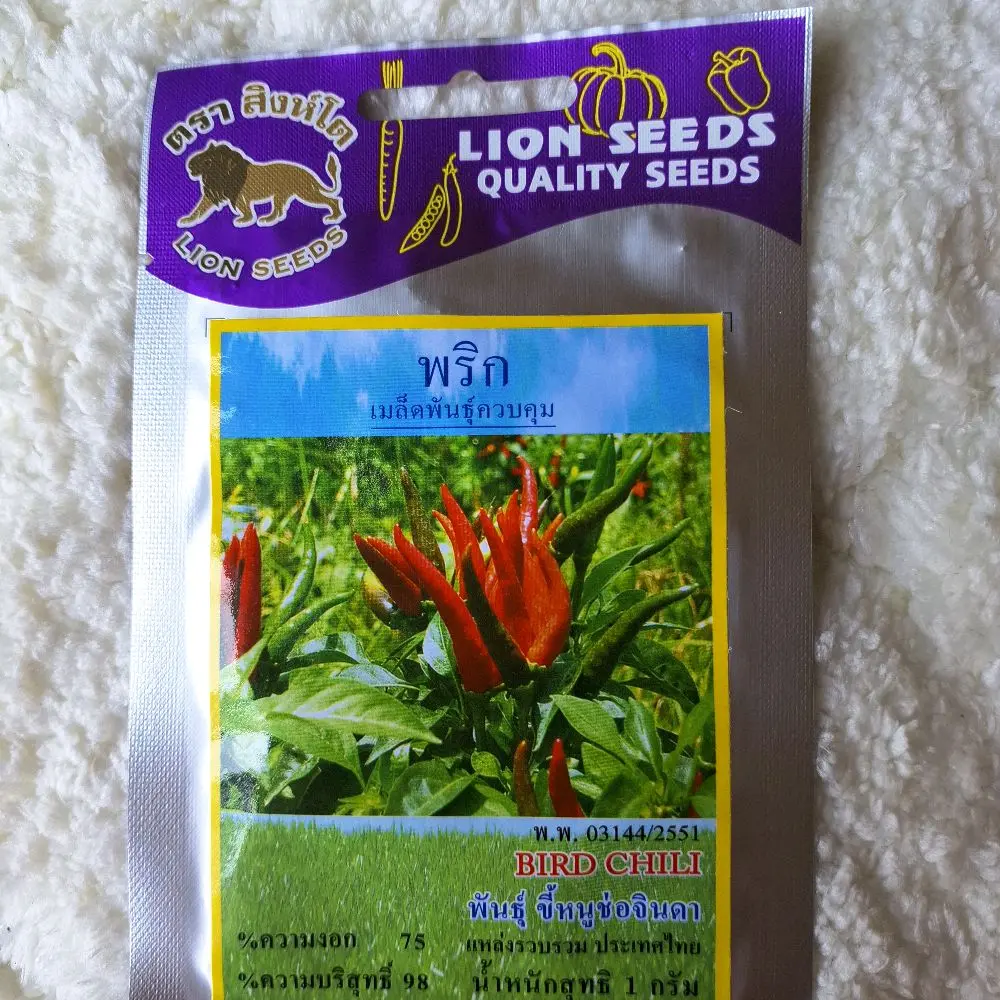 ตรา สิงห์โต
LION SEEDS
LION SEEDS
QUALITY SEEDS
พริก
เมล็ดพันธุ์ควบคุม
พ.พ. 03144/2551
BIRD CHILI
พันธุ์ ขี้หนูช่อจินดา
%ความงอก 75 แหล่งรวบรวม ประเทศไทย
%ความบริสุทธิ์ 98 น้ำหนักสุทธิ 1 กรัม